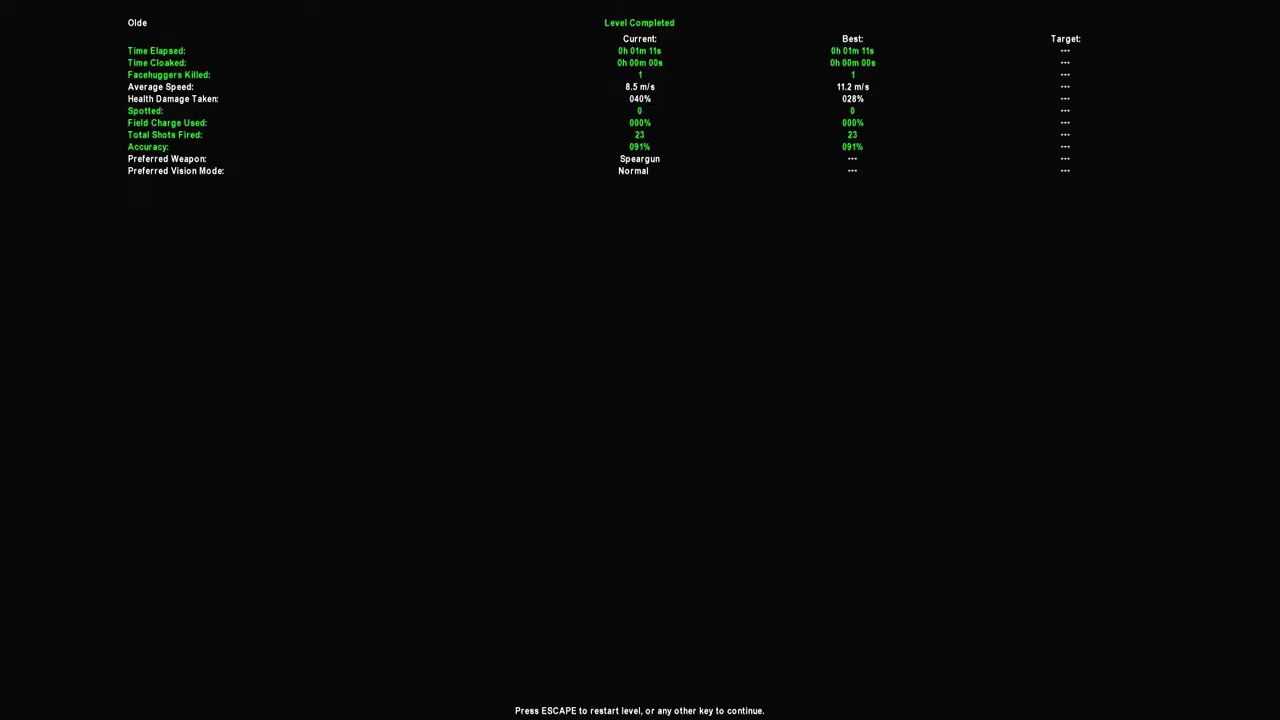 Olde Level Completed
Current: Best: Target:
Time Elapsed: 0h 01m 11s 0h 01m 11s ---
Time Cloaked: 0h 00m 00s 0h 00m 00s ---
Facehuggers Killed: 1 1 ---
Average Speed: 8.5 m/s 11.2 m/s ---
Health Damage Taken: 040% 028% ---
Spotted: 0 0 ---
Field Charge Used: 000% 000% ---
Total Shots Fired: 23 23 ---
Accuracy: 091% 091% ---
Preferred Weapon: Speargun --- ---
Preferred Vision Mode: Normal --- ---
Press ESCAPE to restart level, or any other key to continue.